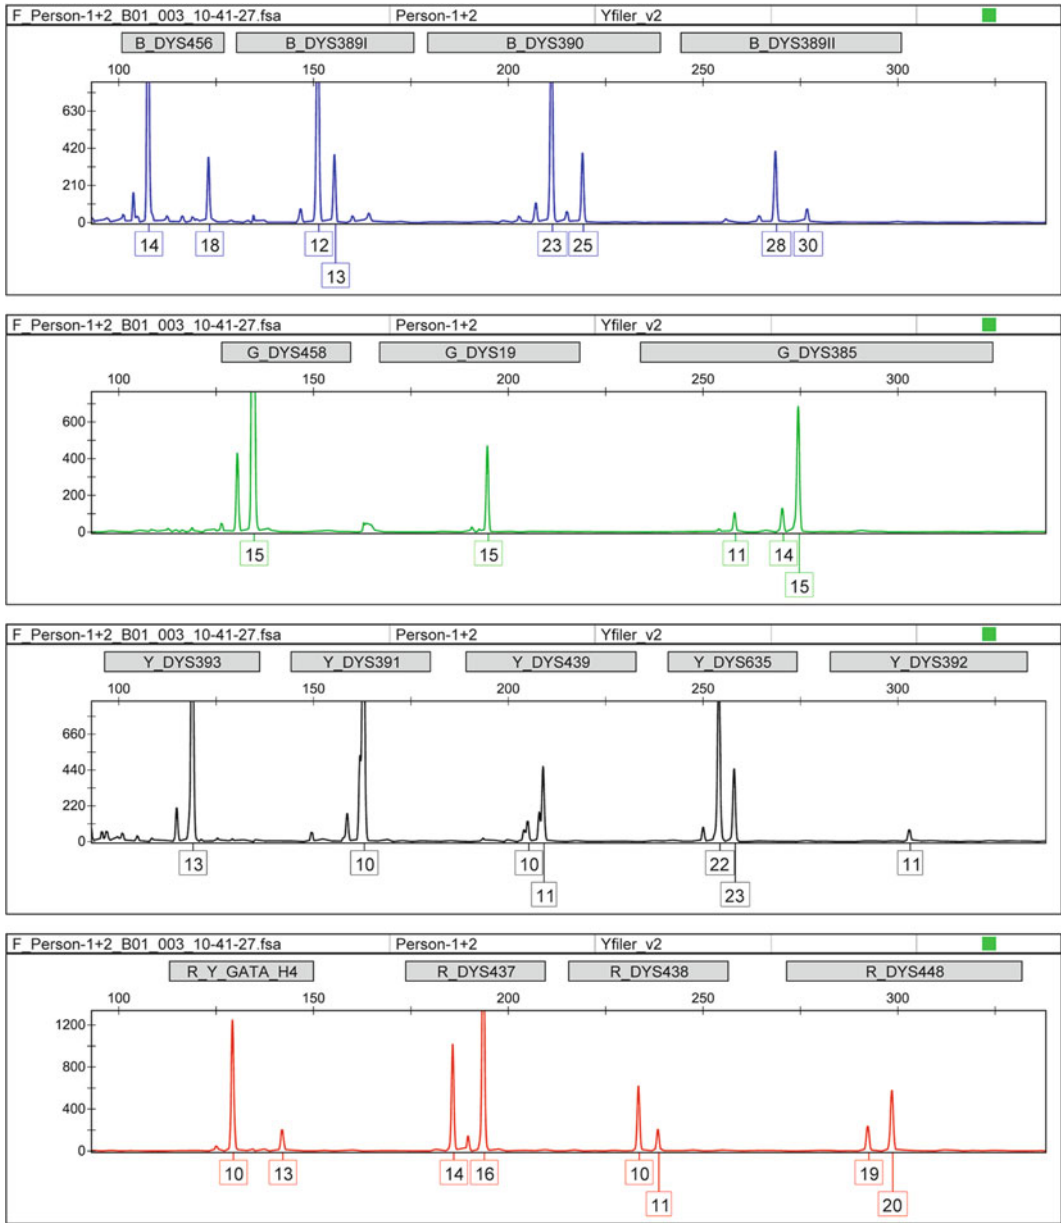 F_Person-1+2_B01_003_10-41-27.fsa Person-1+2 Yfiler_v2
B_DYS456 B_DYS389I B_DYS390 B_DYS389II
100 150 200 250 300
630
420
210
0
14 18 12 23 25 28 30
13
F_Person-1+2_B01_003_10-41-27.fsa Person-1+2 Yfiler_v2
G_DYS458 G_DYS19 G_DYS385
100 150 200 250 300
600
400
200
0
15 15 11 14
15
F_Person-1+2_B01_003_10-41-27.fsa Person-1+2 Yfiler_v2
Y_DYS393 Y_DYS391 Y_DYS439 Y_DYS635 Y_DYS392
100 150 200 250 300
660
440
220
0
13 10 10 22 11
11 23
F_Person-1+2_B01_003_10-41-27.fsa Person-1+2 Yfiler_v2
R_Y_GATA_H4 R_DYS437 R_DYS438 R_DYS448
100 150 200 250 300
1200
800
400
0
10 13 14 16 10 19
11 20